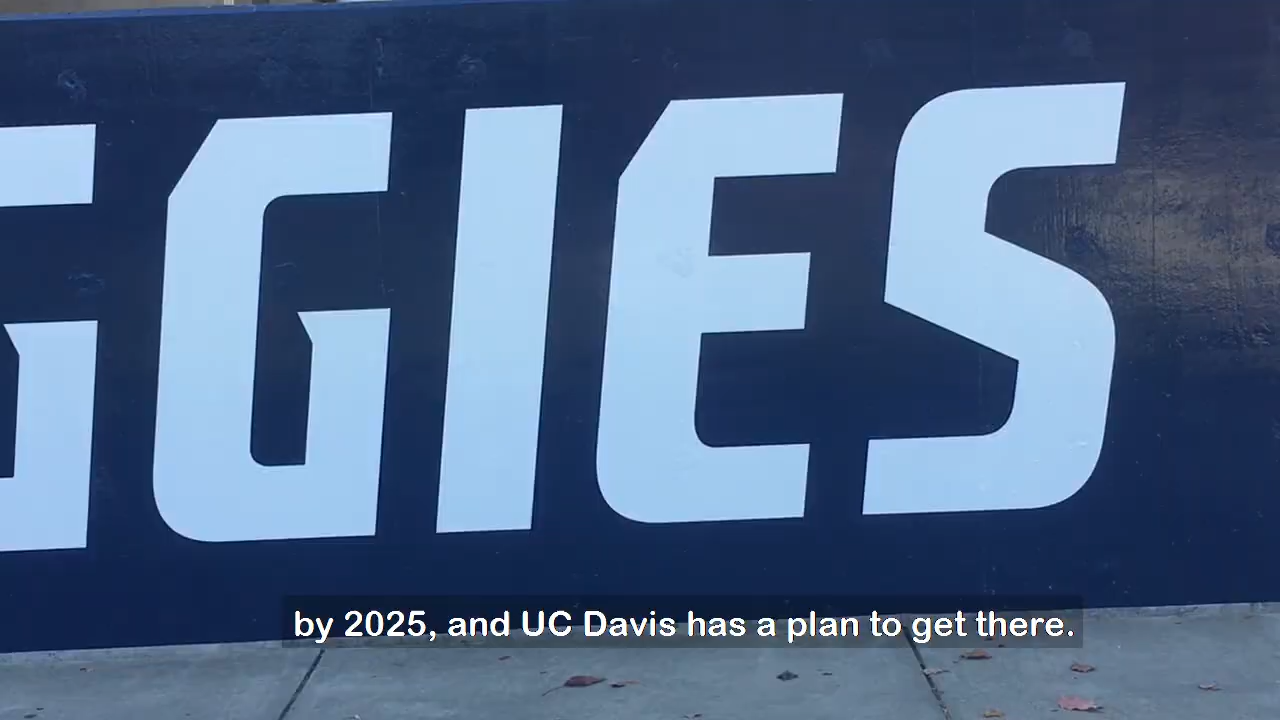 GGIES
by 2025, and UC Davis has a plan to get there.